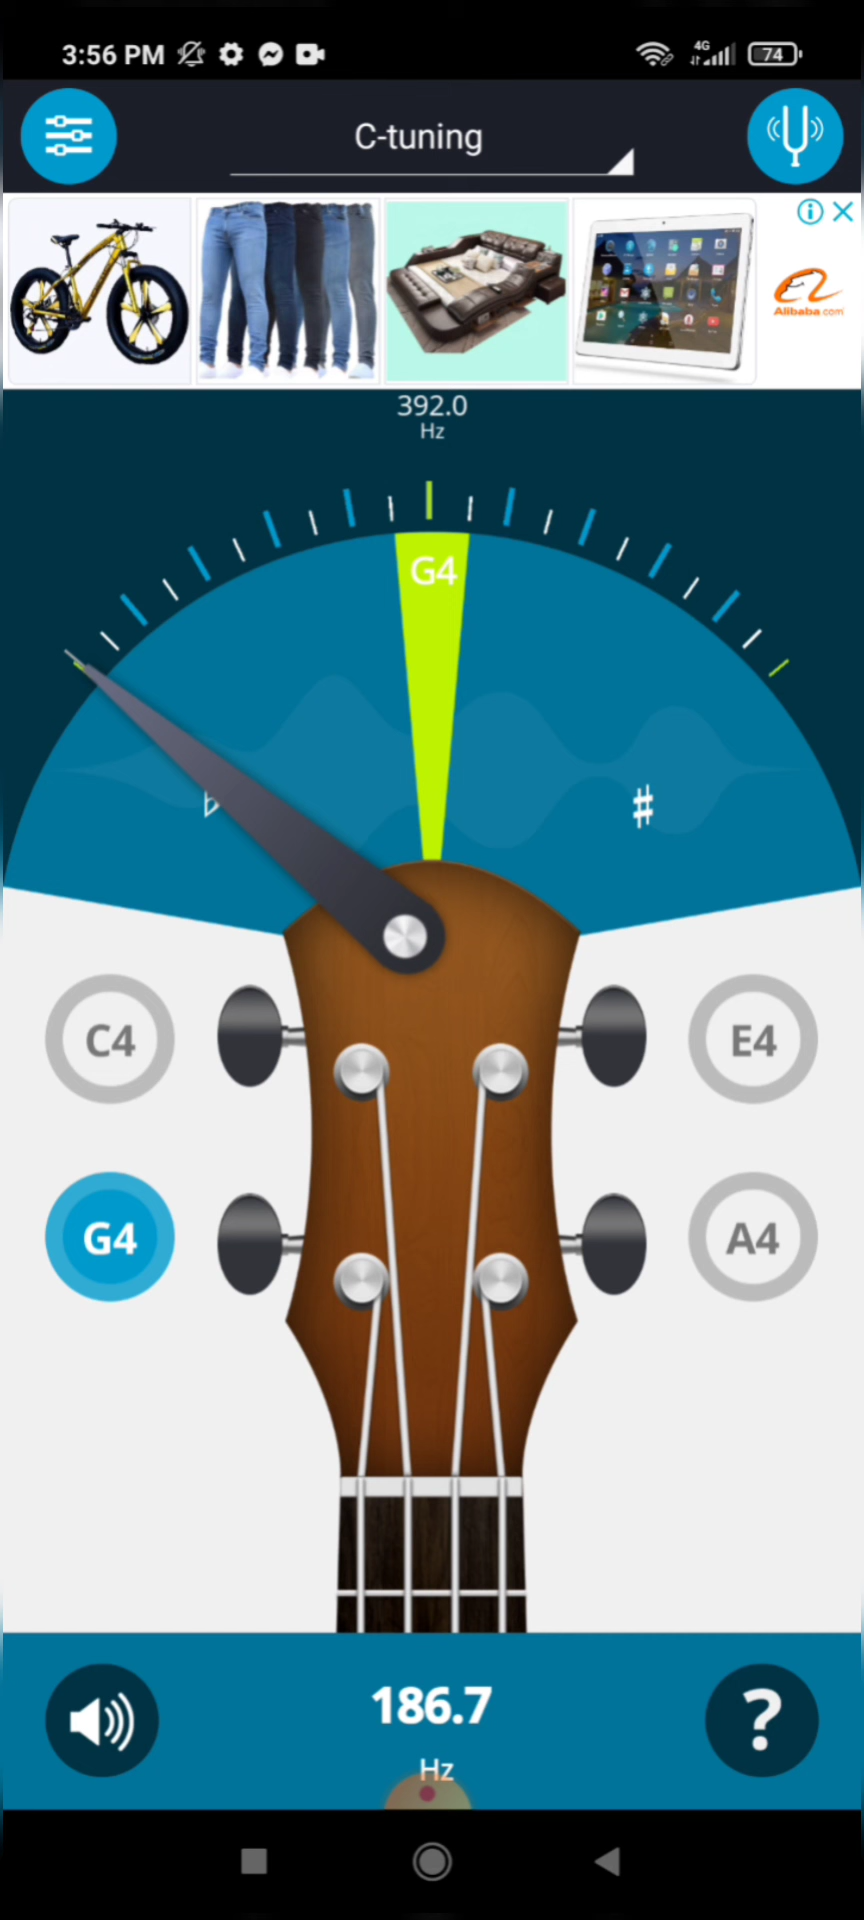 3:56 PM
4G
74
C-tuning
Alibaba.com
392.0
Hz
G4
♭
♯
C4
E4
G4
A4
186.7
?
Hz